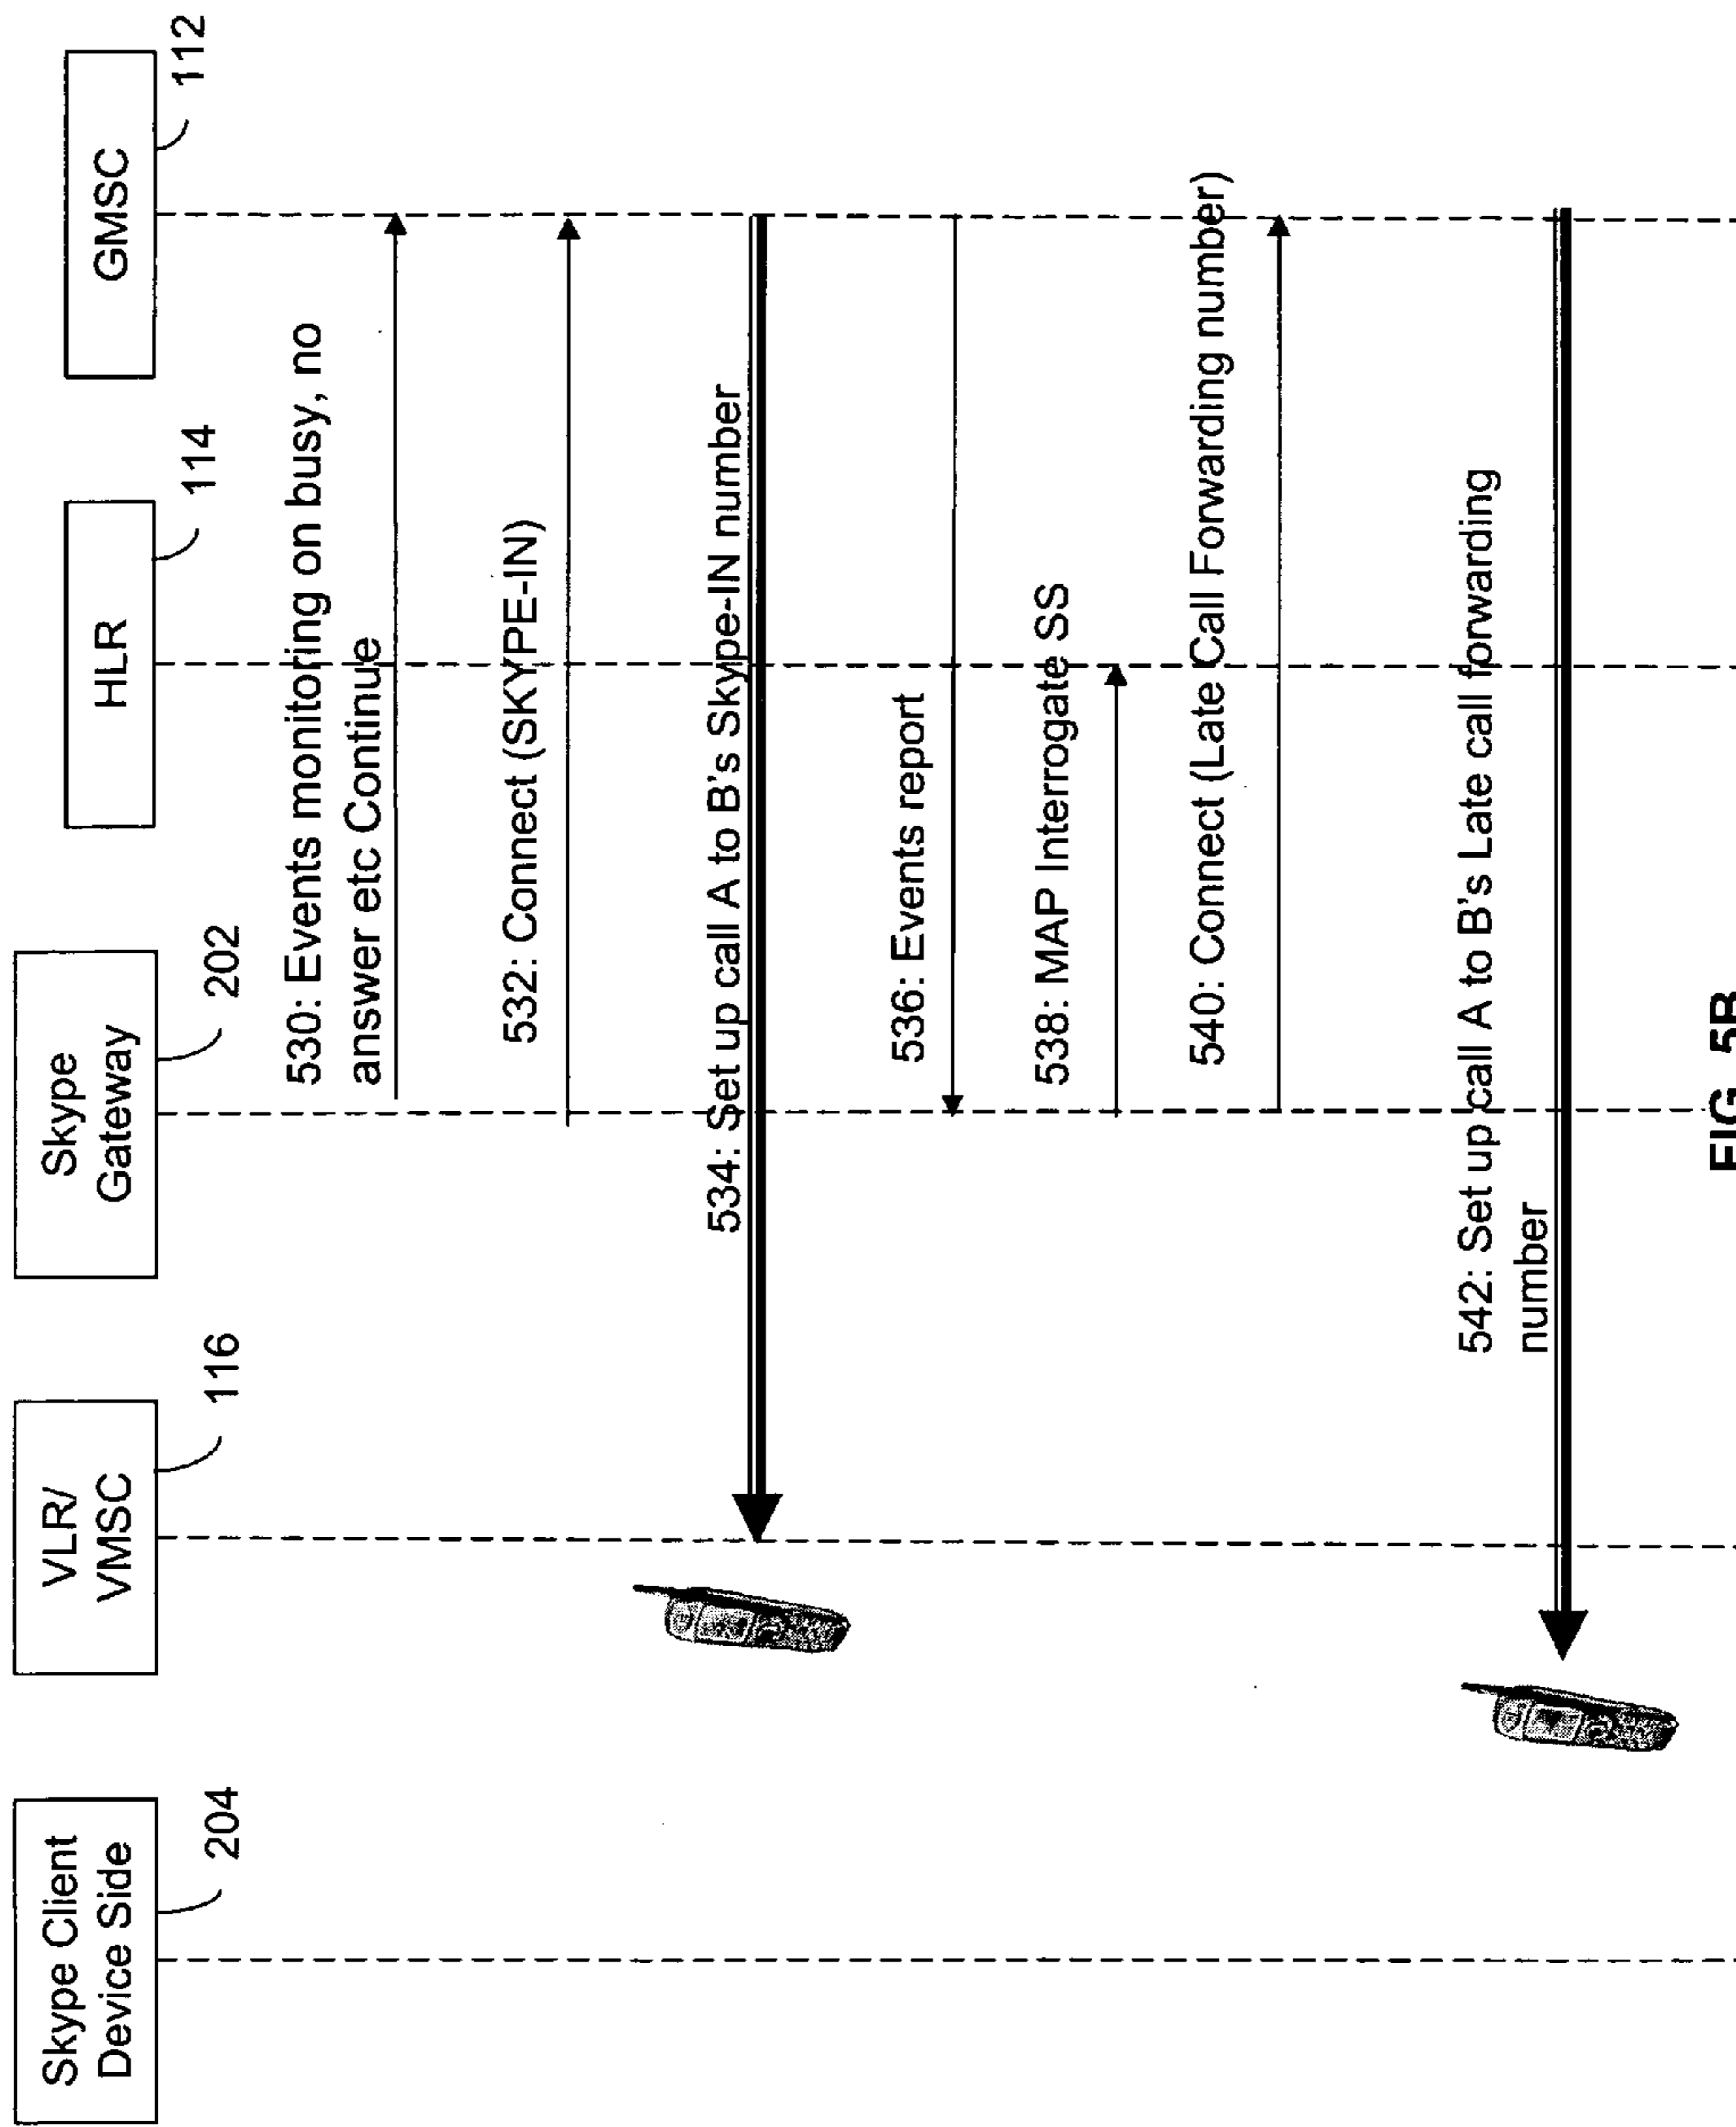 Skype Client
Device Side
204
VLR/
VMSC
116
Skype
Gateway
202
HLR
114
GMSC
112
530: Events monitoring on busy, no
answer etc Continue
532: Connect (SKYPE-IN)
534: Set up call A to B's Skype-IN number
536: Events report
538: MAP Interrogate SS
540: Connect (Late Call Forwarding number)
542: Set up call A to B's Late call forwarding
number
FIG. 5B